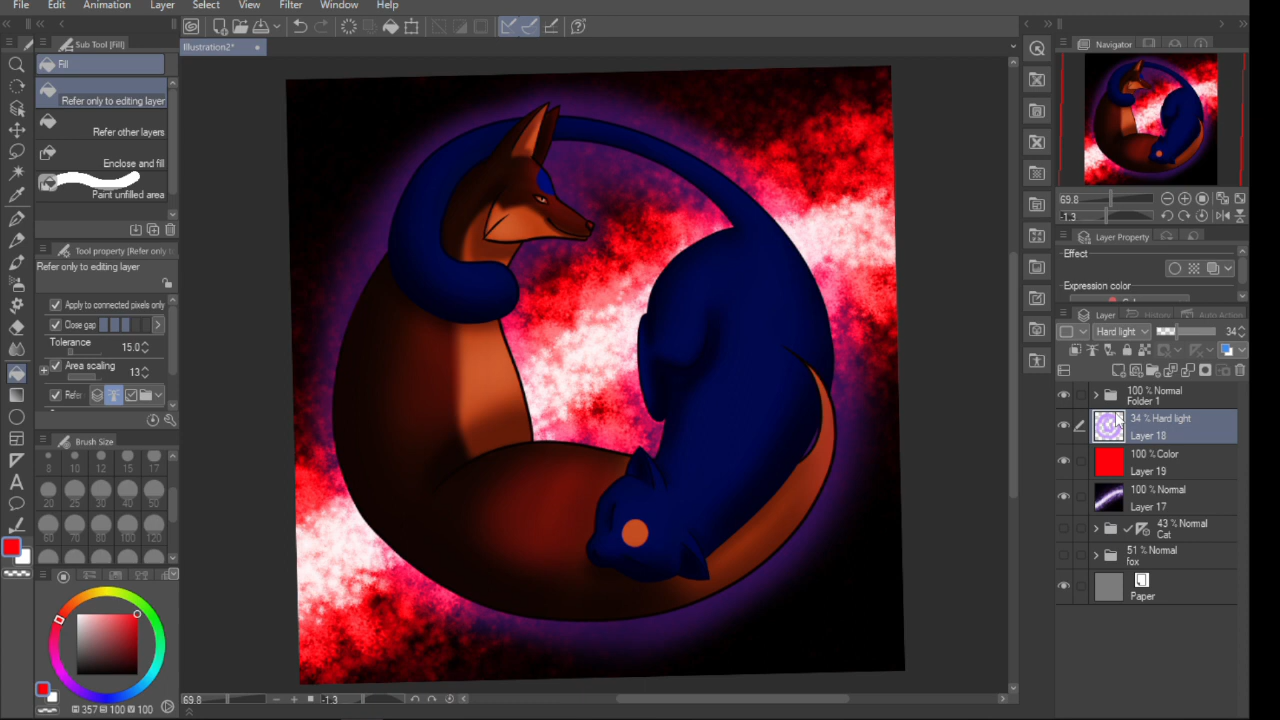 File Edit Animation Layer Select View Filter Window Help
Sub Tool [Fill]
Fill
Refer only to editing layer
Refer other layers
Enclose and fill
Paint unfilled area
Tool property [Refer only to
Refer only to editing layer
Apply to connected pixels only
Close gap
Tolerance
15.0
Area scaling
13
Refer
Brush Size
8 10 12 15 17
20 25 30 40 50
60 70 80 100 120
357 100 100
Illustration2*
69.8
-1.3
Navigator
69.8
-1.3
Layer Property
Effect
Expression color
Layer History Auto Action
Hard light 34
100 % Normal
Folder 1
34 % Hard light
Layer 18
100 % Color
Layer 19
100 % Normal
Layer 17
43 % Normal
Cat
51 % Normal
fox
Paper